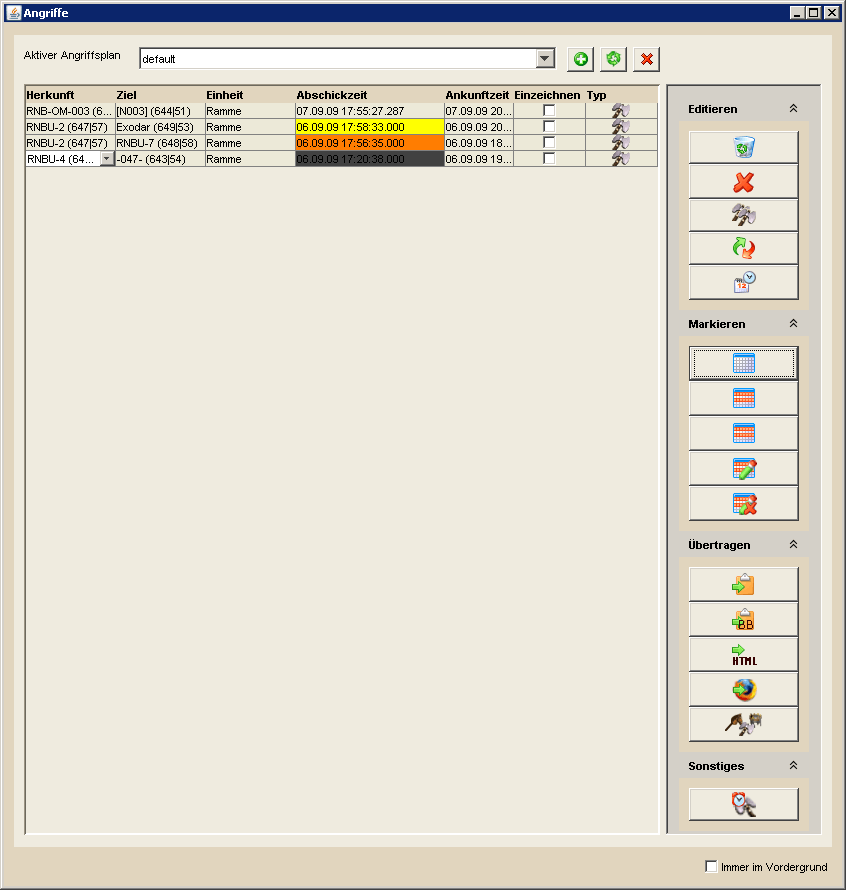 Angriffe
Aktiver Angriffsplan default
Herkunft Ziel Einheit Abschickzeit Ankunftzeit Einzeichnen Typ
RNB-OM-003 (6... [N003] (644|51) Ramme 07.09.09 17:55:27.287 07.09.09 20...
RNBU-2 (647|57) Exodar (649|53) Ramme 06.09.09 17:58:33.000 06.09.09 20...
RNBU-2 (647|57) RNBU-7 (648|58) Ramme 06.09.09 17:56:35.000 06.09.09 18...
RNBU-4 (64... -047- (643|54) Ramme 06.09.09 17:20:38.000 06.09.09 19...
Editieren
12
Markieren
Übertragen
BB
HTML
Sonstiges
Immer im Vordergrund